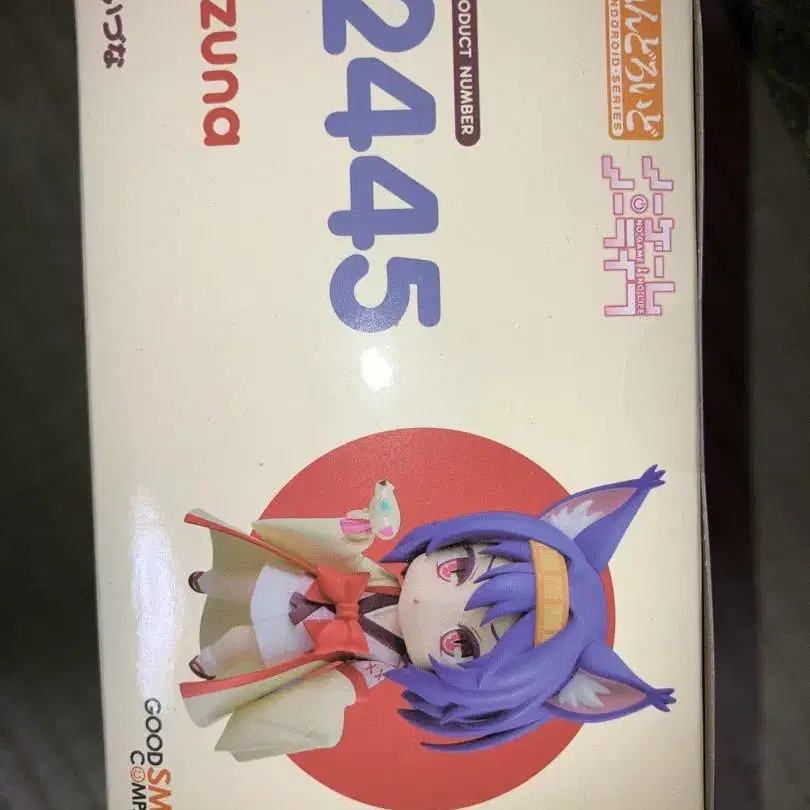 んどろいど
NDOROID·SERIES
ノーゲーム
NO GAME NO LIFE
ノーライフ
ODUCT NUMBER
2445
zuna
いづな
GOOD SM
COMP